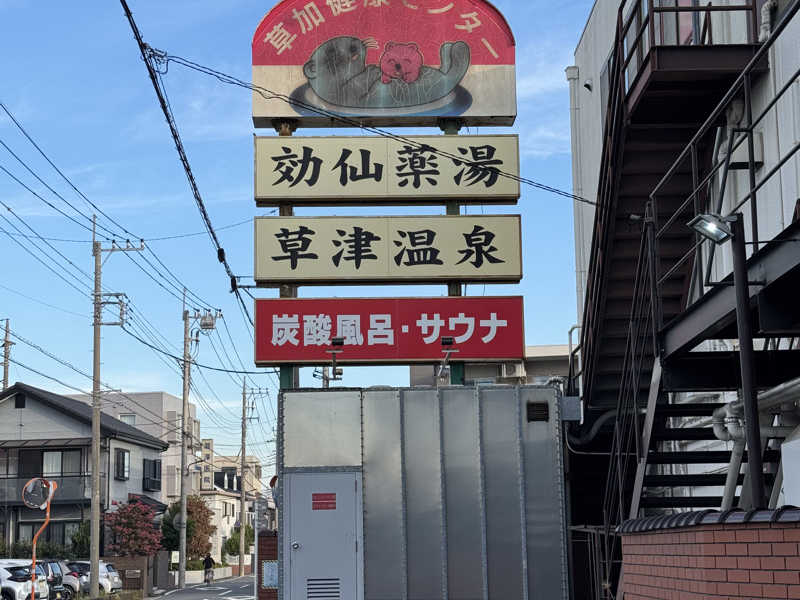 草加健康センター
効仙薬湯
草津温泉
炭酸風呂・サウナ